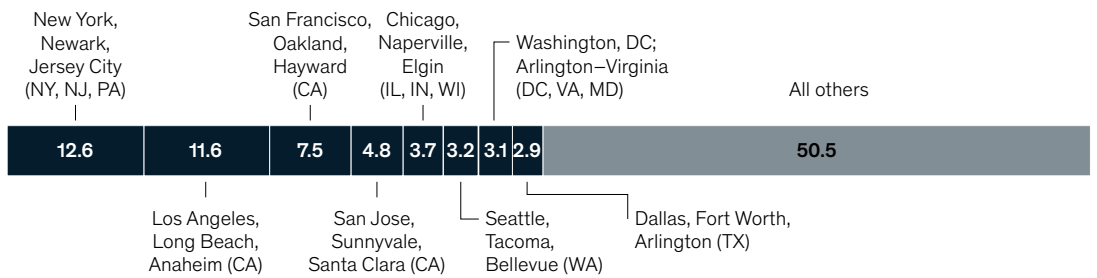 New York,
Newark,
Jersey City
(NY, NJ, PA)
San Francisco,
Oakland,
Hayward
(CA)
Chicago,
Naperville,
Elgin
(IL, IN, WI)
Washington, DC;
Arlington–Virginia
(DC, VA, MD)
All others
12.6 11.6 7.5 4.8 3.7 3.2 3.1 2.9 50.5
Los Angeles,
Long Beach,
Anaheim (CA)
San Jose,
Sunnyvale,
Santa Clara (CA)
Seattle,
Tacoma,
Bellevue (WA)
Dallas, Fort Worth,
Arlington (TX)